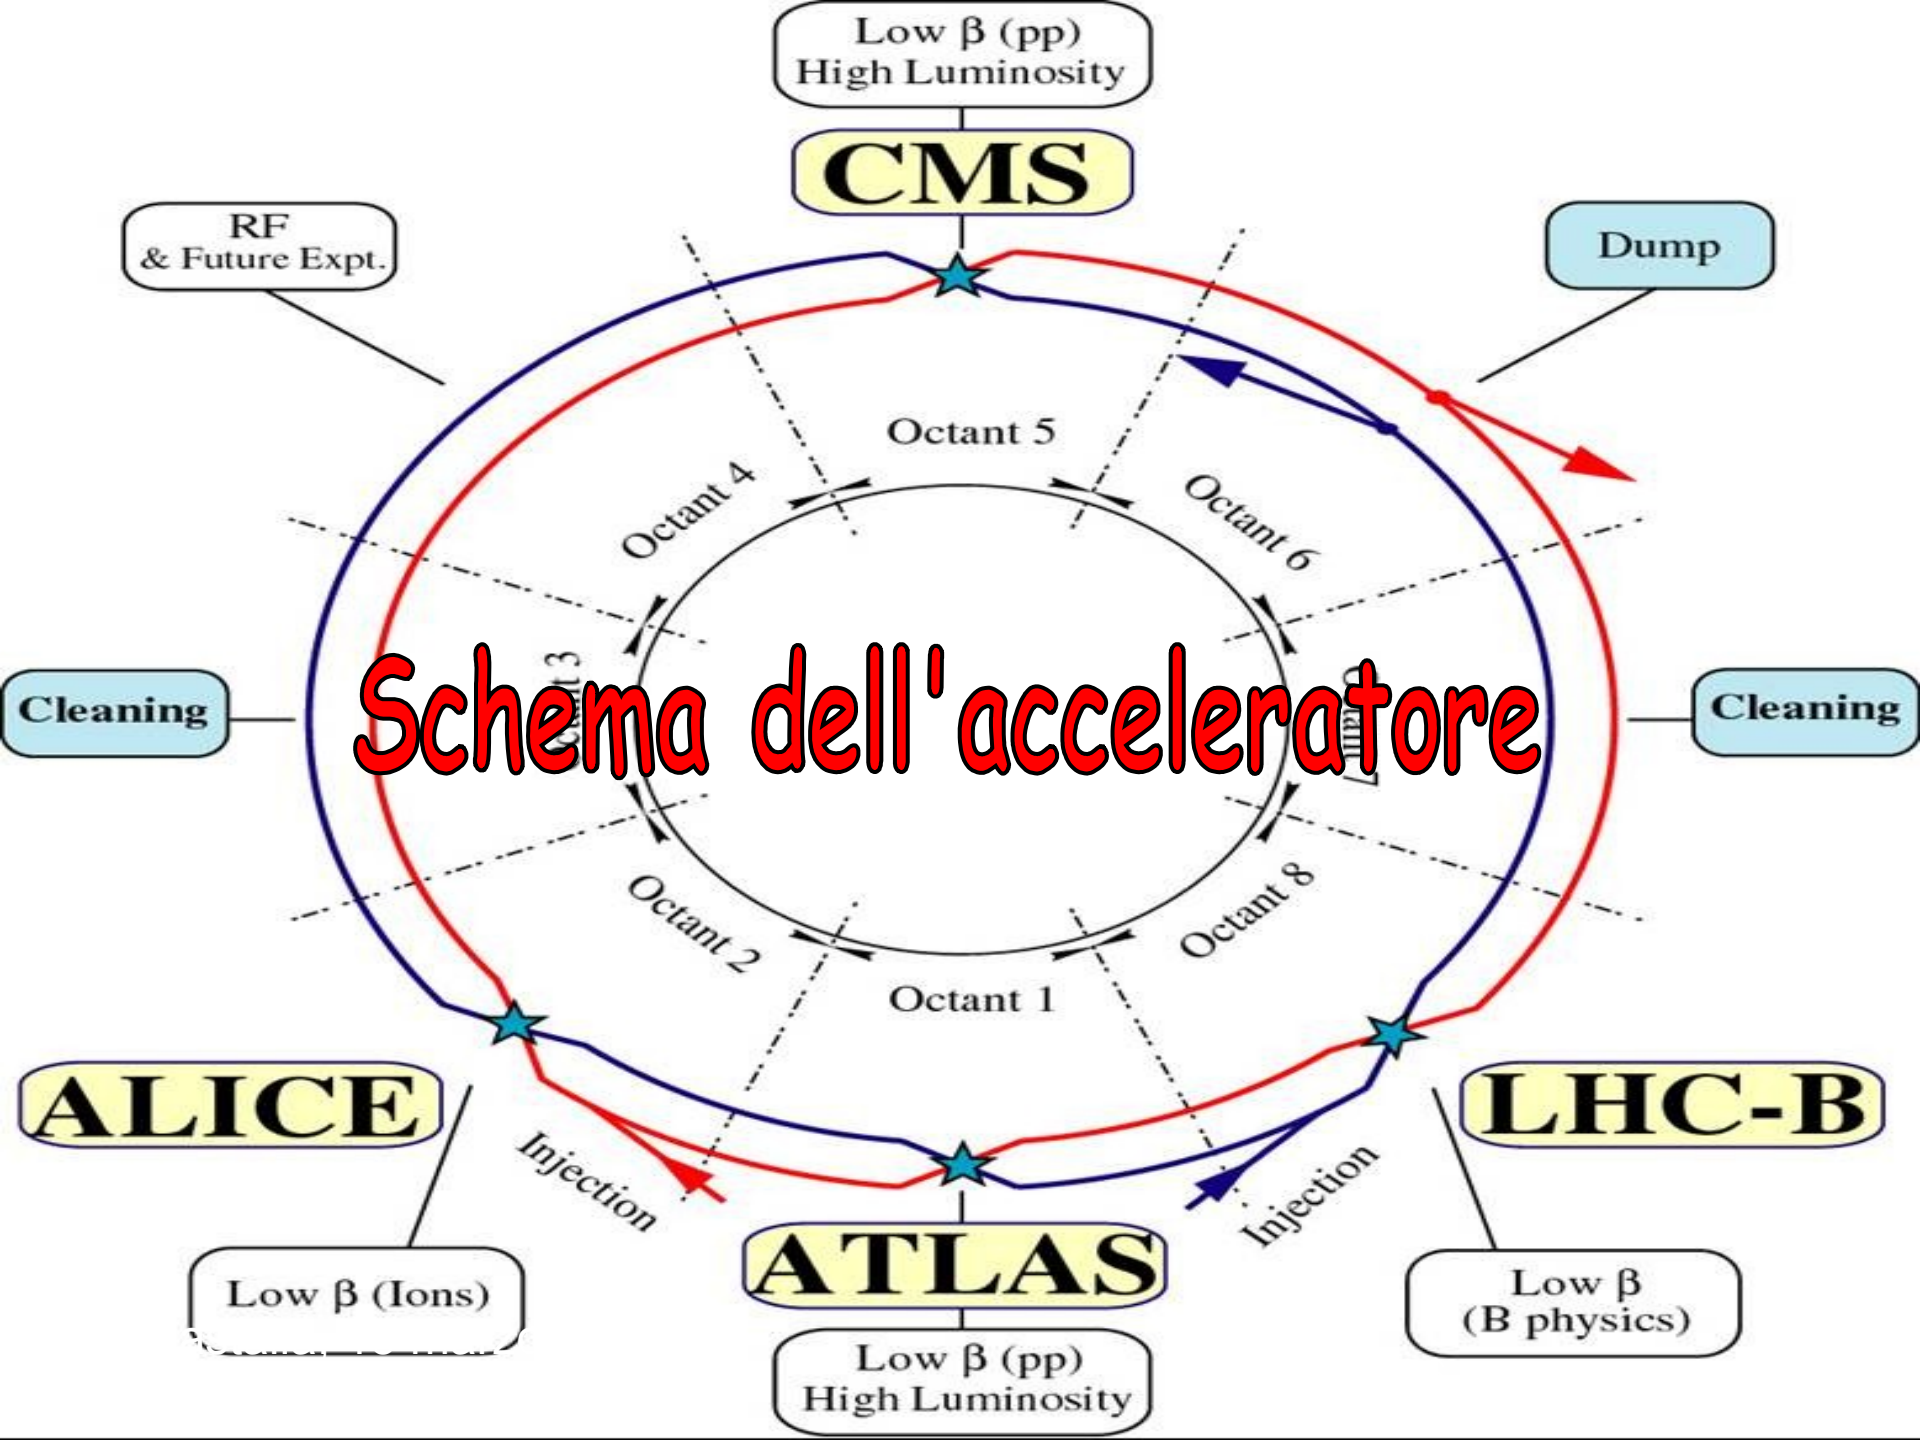 Low β (pp)
High Luminosity
CMS
RF
& Future Expt.
Dump
Octant 5
Octant 4
Octant 6
Cleaning
Schema dell'acceleratore
Cleaning
Octant 2
Octant 8
Octant 1
ALICE
LHC-B
Injection
Injection
ATLAS
Low β (Ions)
Low β
(B physics)
Low β (pp)
High Luminosity